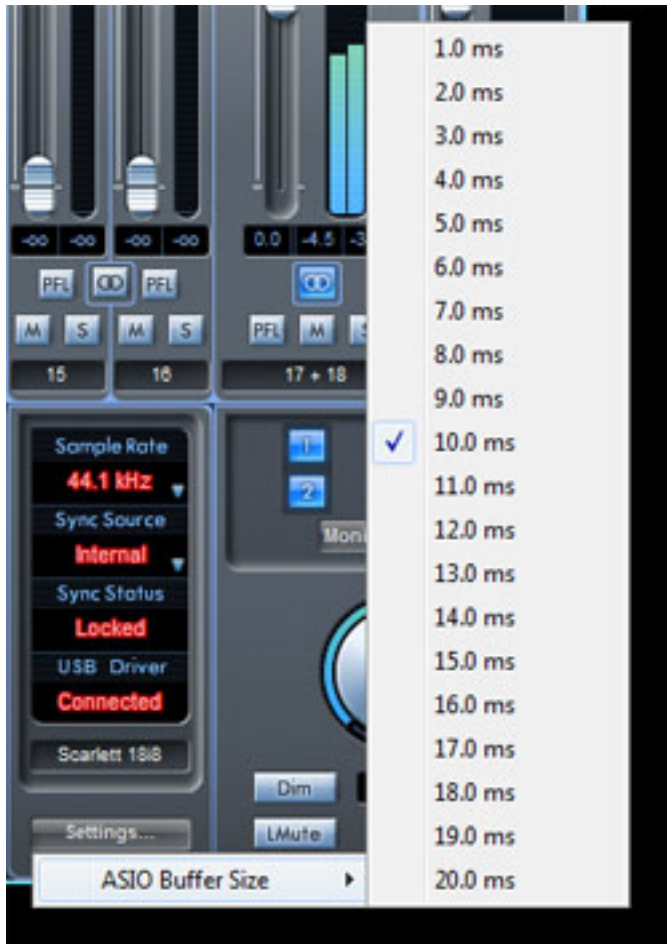 -∞ -∞ -∞ -∞ 0.0 -4.5 -3
PFL PFL
M S M S PFL M S
15 16 17 + 18
Sample Rate
44.1 kHz
Sync Source
Internal
Sync Status
Locked
USB Driver
Connected
Scarlett 18i8
Settings...
ASIO Buffer Size
1
2
Moni
Dim
LMute
1.0 ms
2.0 ms
3.0 ms
4.0 ms
5.0 ms
6.0 ms
7.0 ms
8.0 ms
9.0 ms
10.0 ms
11.0 ms
12.0 ms
13.0 ms
14.0 ms
15.0 ms
16.0 ms
17.0 ms
18.0 ms
19.0 ms
20.0 ms